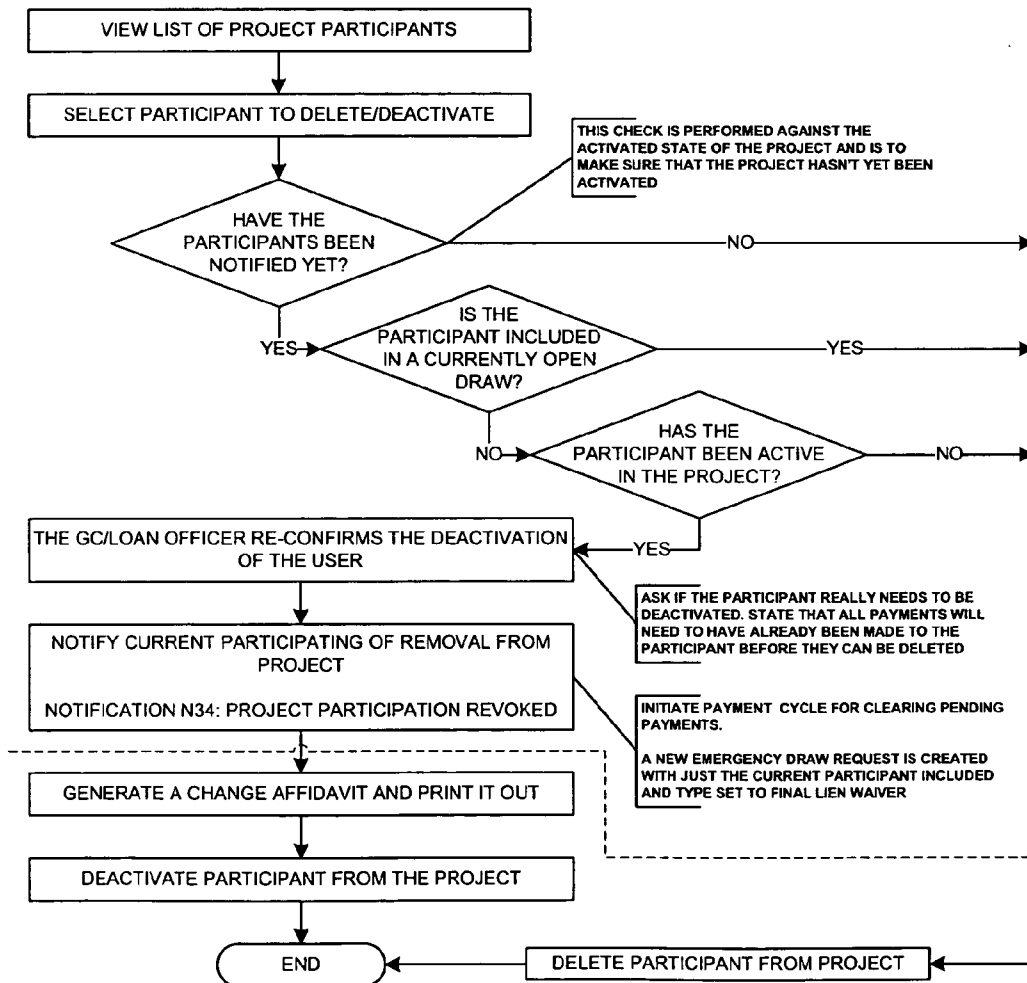 VIEW LIST OF PROJECT PARTICIPANTS
SELECT PARTICIPANT TO DELETE/DEACTIVATE
THIS CHECK IS PERFORMED AGAINST THE
ACTIVATED STATE OF THE PROJECT AND IS TO
MAKE SURE THAT THE PROJECT HASN'T YET BEEN
ACTIVATED
HAVE THE
PARTICIPANTS BEEN
NOTIFIED YET?
NO
YES
IS THE
PARTICIPANT INCLUDED
IN A CURRENTLY OPEN
DRAW?
YES
NO
HAS THE
PARTICIPANT BEEN ACTIVE
IN THE PROJECT?
NO
YES
THE GC/LOAN OFFICER RE-CONFIRMS THE DEACTIVATION
OF THE USER
ASK IF THE PARTICIPANT REALLY NEEDS TO BE
DEACTIVATED. STATE THAT ALL PAYMENTS WILL
NEED TO HAVE ALREADY BEEN MADE TO THE
PARTICIPANT BEFORE THEY CAN BE DELETED
NOTIFY CURRENT PARTICIPATING OF REMOVAL FROM
PROJECT
NOTIFICATION N34: PROJECT PARTICIPATION REVOKED
INITIATE PAYMENT CYCLE FOR CLEARING PENDING
PAYMENTS.
A NEW EMERGENCY DRAW REQUEST IS CREATED
WITH JUST THE CURRENT PARTICIPANT INCLUDED
AND TYPE SET TO FINAL LIEN WAIVER
GENERATE A CHANGE AFFIDAVIT AND PRINT IT OUT
DEACTIVATE PARTICIPANT FROM THE PROJECT
END
DELETE PARTICIPANT FROM PROJECT